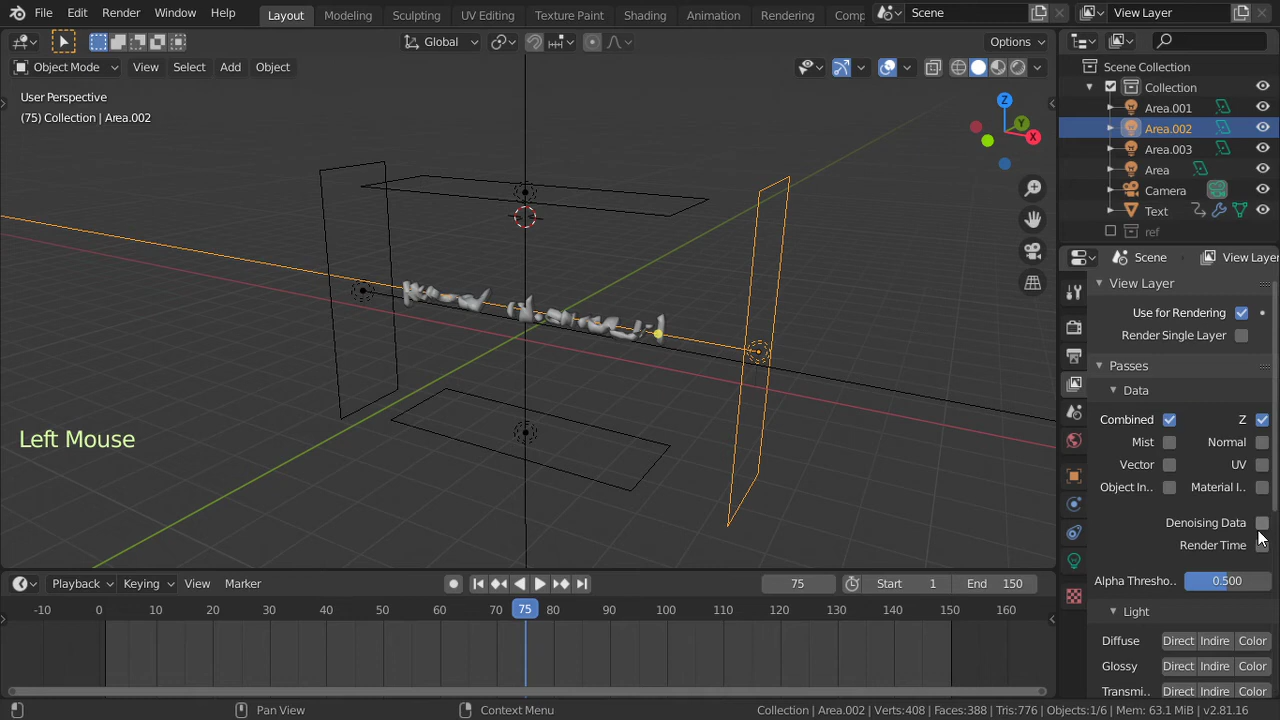 File Edit Render Window Help Layout Modeling Sculpting UV Editing Texture Paint Shading Animation Rendering Comp Scene View Layer
Global Options
Object Mode View Select Add Object
Scene Collection
Collection
Area.001
Area.002
Area.003
Area
Camera
Text
ref
User Perspective
(75) Collection | Area.002
Z
Y
X
Left Mouse
Scene View Layer
View Layer
Use for Rendering
Render Single Layer
Passes
Data
Combined Z
Mist Normal
Vector UV
Object In.. Material I..
Denoising Data
Render Time
Alpha Thresho.. 0.500
Light
Diffuse Direct Indire Color
Glossy Direct Indire Color
Transmi.. Direct Indire Color
Playback Keying View Marker 75 Start 1 End 150
-10 0 10 20 30 40 50 60 70 75 80 90 100 110 120 130 140 150 160
Pan View Context Menu Collection | Area.002 | Verts:408 | Faces:388 | Tris:776 | Objects:1/6 | Mem: 63.1 MiB | v2.81.16